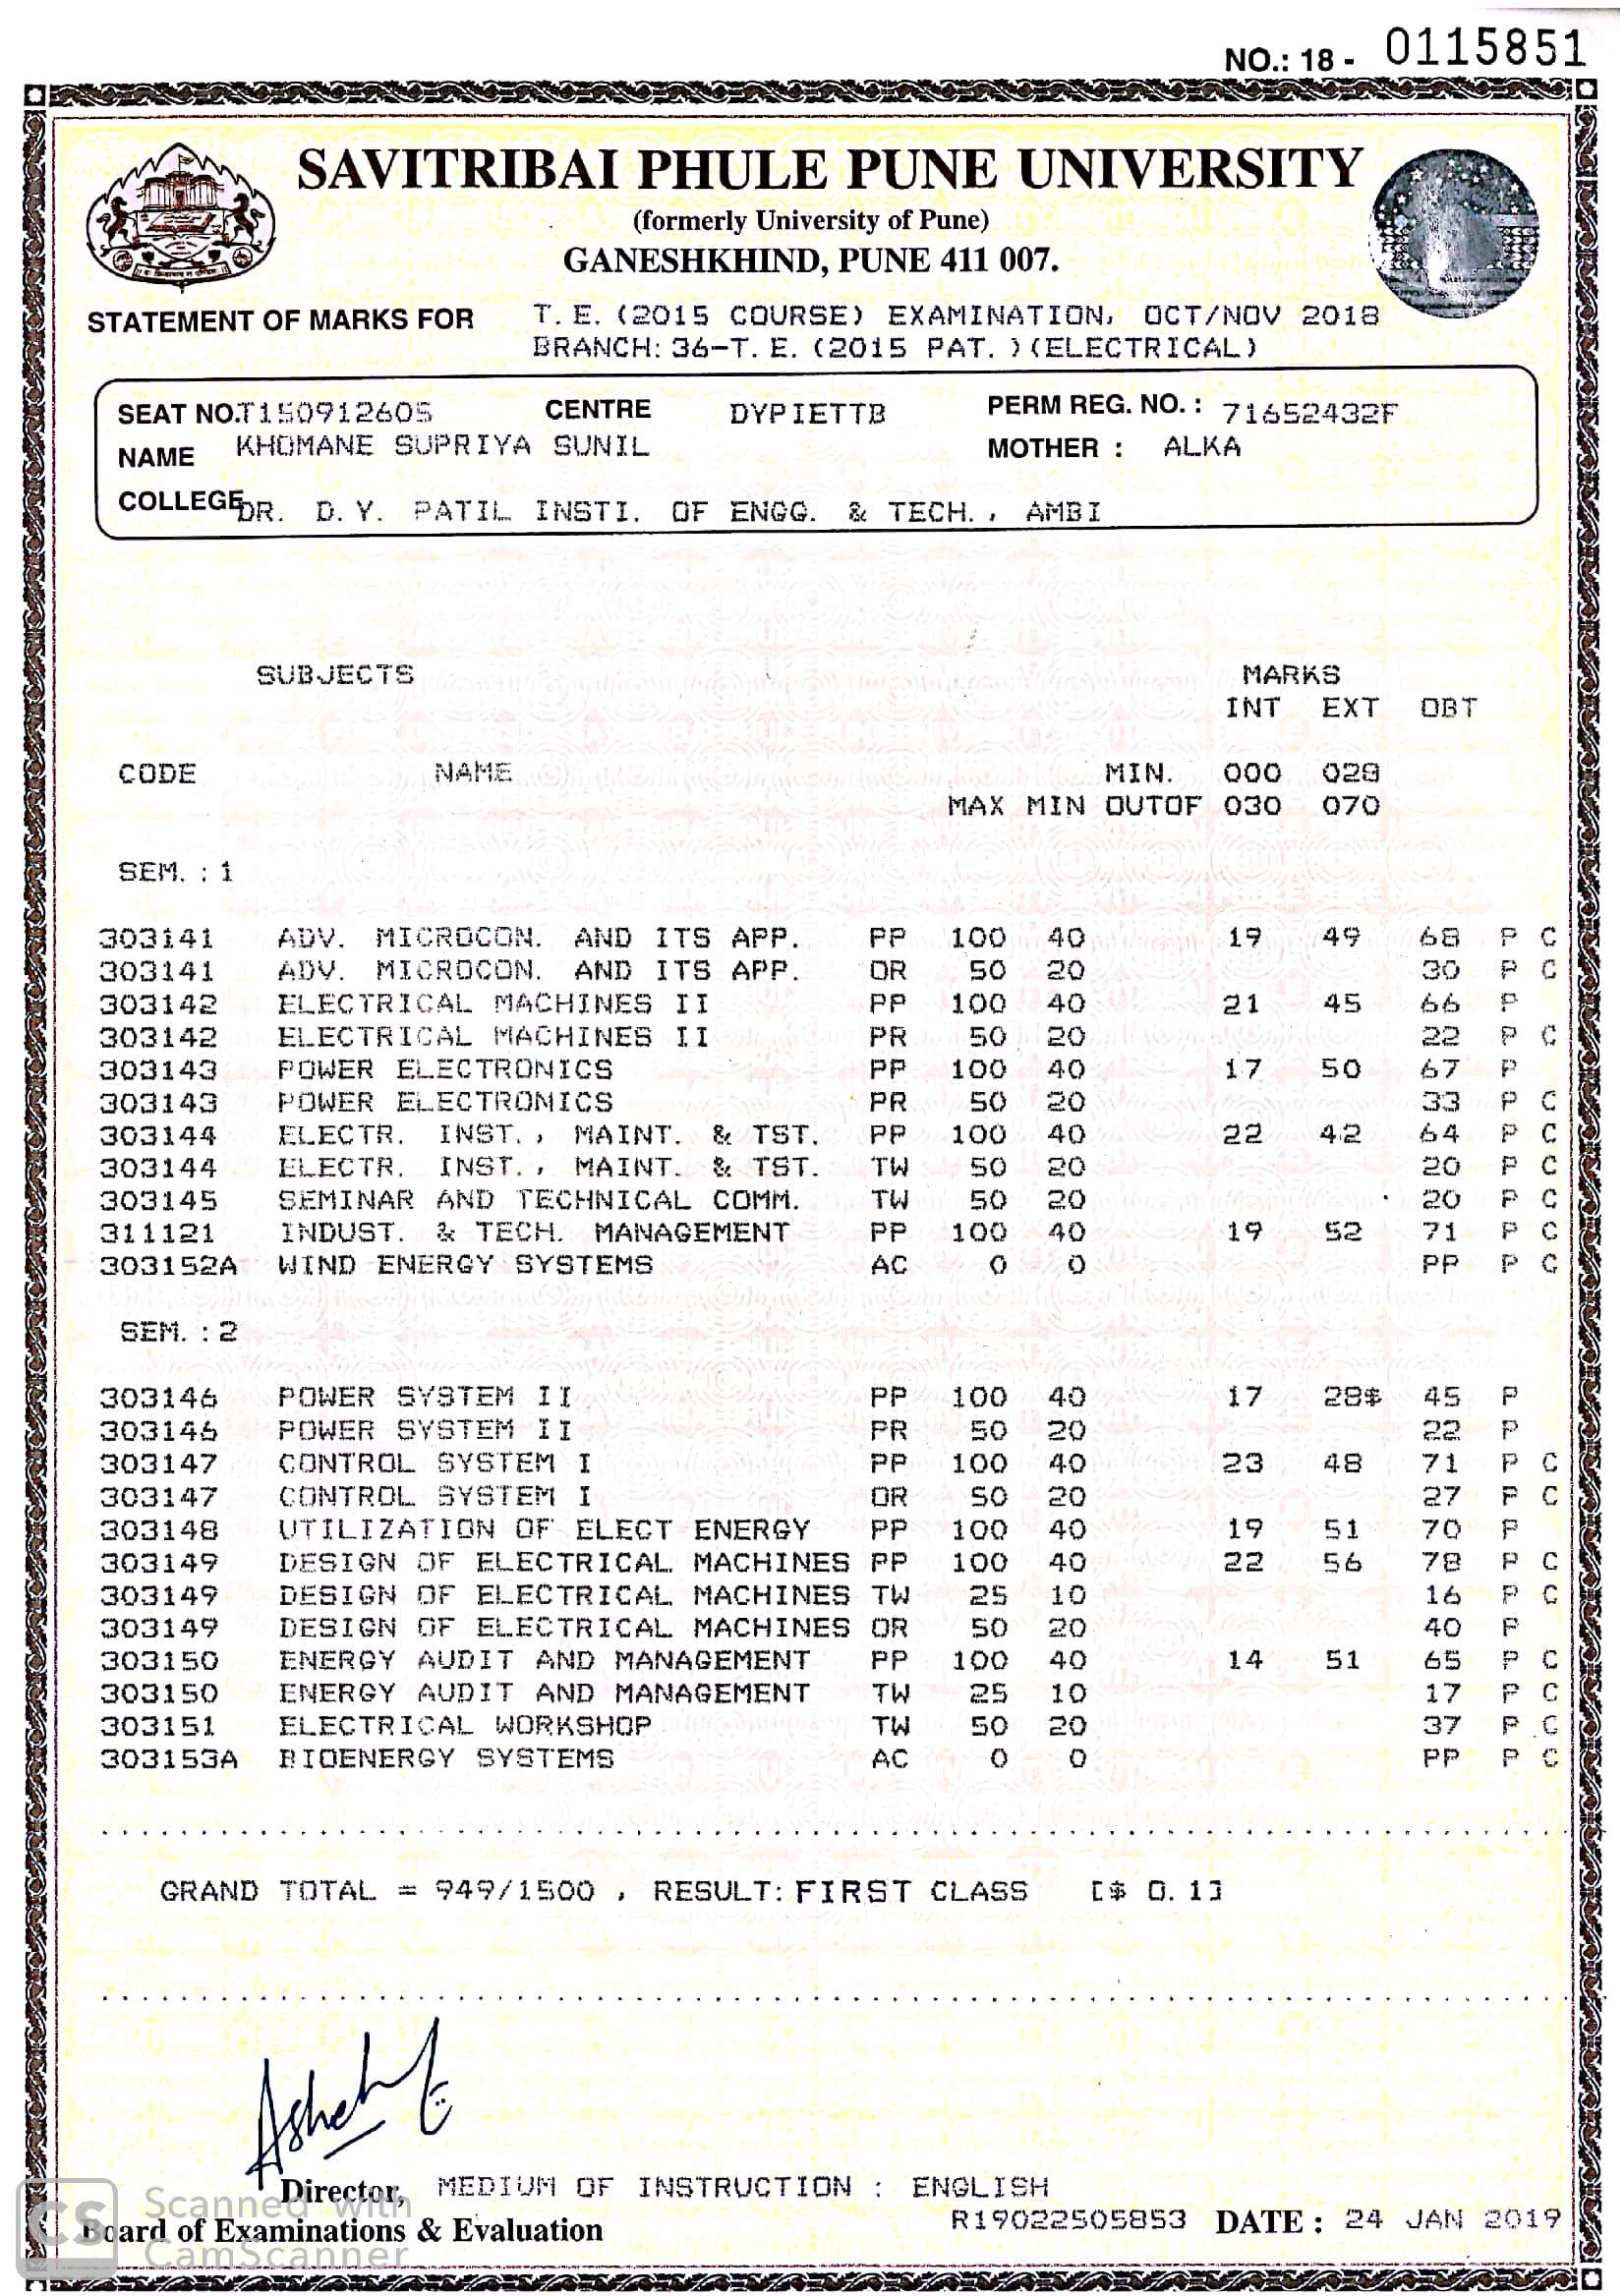 NO.: 18 - 0115851
SAVITRIBAI PHULE PUNE UNIVERSITY
(formerly University of Pune)
GANESHKHIND, PUNE 411 007.
STATEMENT OF MARKS FOR T. E. (2015 COURSE) EXAMINATION, OCT/NOV 2018
BRANCH: 36-T. E. (2015 PAT. )(ELECTRICAL)
SEAT NO.T150912605 CENTRE DYPIETTB PERM REG. NO. : 71652432F
NAME KHOMANE SUPRIYA SUNIL MOTHER : ALKA
COLLEGE DR. D. Y. PATIL INSTI. OF ENGG. & TECH. , AMBI
SUBJECTS MARKS
INT EXT OBT
CODE NAME MIN. 000 028
MAX MIN OUTOF 030 070
SEM. : 1
303141 ADV. MICROCON. AND ITS APP. PP 100 40 19 49 68 P C
303141 ADV. MICROCON. AND ITS APP. OR 50 20 30 P C
303142 ELECTRICAL MACHINES II PP 100 40 21 45 66 P
303142 ELECTRICAL MACHINES II PR 50 20 22 P C
303143 POWER ELECTRONICS PP 100 40 17 50 67 P
303143 POWER ELECTRONICS PR 50 20 33 P C
303144 ELECTR. INST. , MAINT. & TST. PP 100 40 22 42 64 P C
303144 ELECTR. INST. , MAINT. & TST. TW 50 20 20 P C
303145 SEMINAR AND TECHNICAL COMM. TW 50 20 20 P C
311121 INDUST. & TECH. MANAGEMENT PP 100 40 19 52 71 P C
303152A WIND ENERGY SYSTEMS AC 0 0 PP P C
SEM. : 2
303146 POWER SYSTEM II PP 100 40 17 28$ 45 P
303146 POWER SYSTEM II PR 50 20 22 P
303147 CONTROL SYSTEM I PP 100 40 23 48 71 P C
303147 CONTROL SYSTEM I OR 50 20 27 P C
303148 UTILIZATION OF ELECT ENERGY PP 100 40 19 51 70 P
303149 DESIGN OF ELECTRICAL MACHINES PP 100 40 22 56 78 P C
303149 DESIGN OF ELECTRICAL MACHINES TW 25 10 16 P C
303149 DESIGN OF ELECTRICAL MACHINES OR 50 20 40 P
303150 ENERGY AUDIT AND MANAGEMENT PP 100 40 14 51 65 P C
303150 ENERGY AUDIT AND MANAGEMENT TW 25 10 17 P C
303151 ELECTRICAL WORKSHOP TW 50 20 37 P C
303153A BIOENERGY SYSTEMS AC 0 0 PP P C
GRAND TOTAL = 949/1500 , RESULT: FIRST CLASS [$ 0. 1]
Director, MEDIUM OF INSTRUCTION : ENGLISH
Board of Examinations & Evaluation R19022505853 DATE : 24 JAN 2019
CS Scanned with
CamScanner